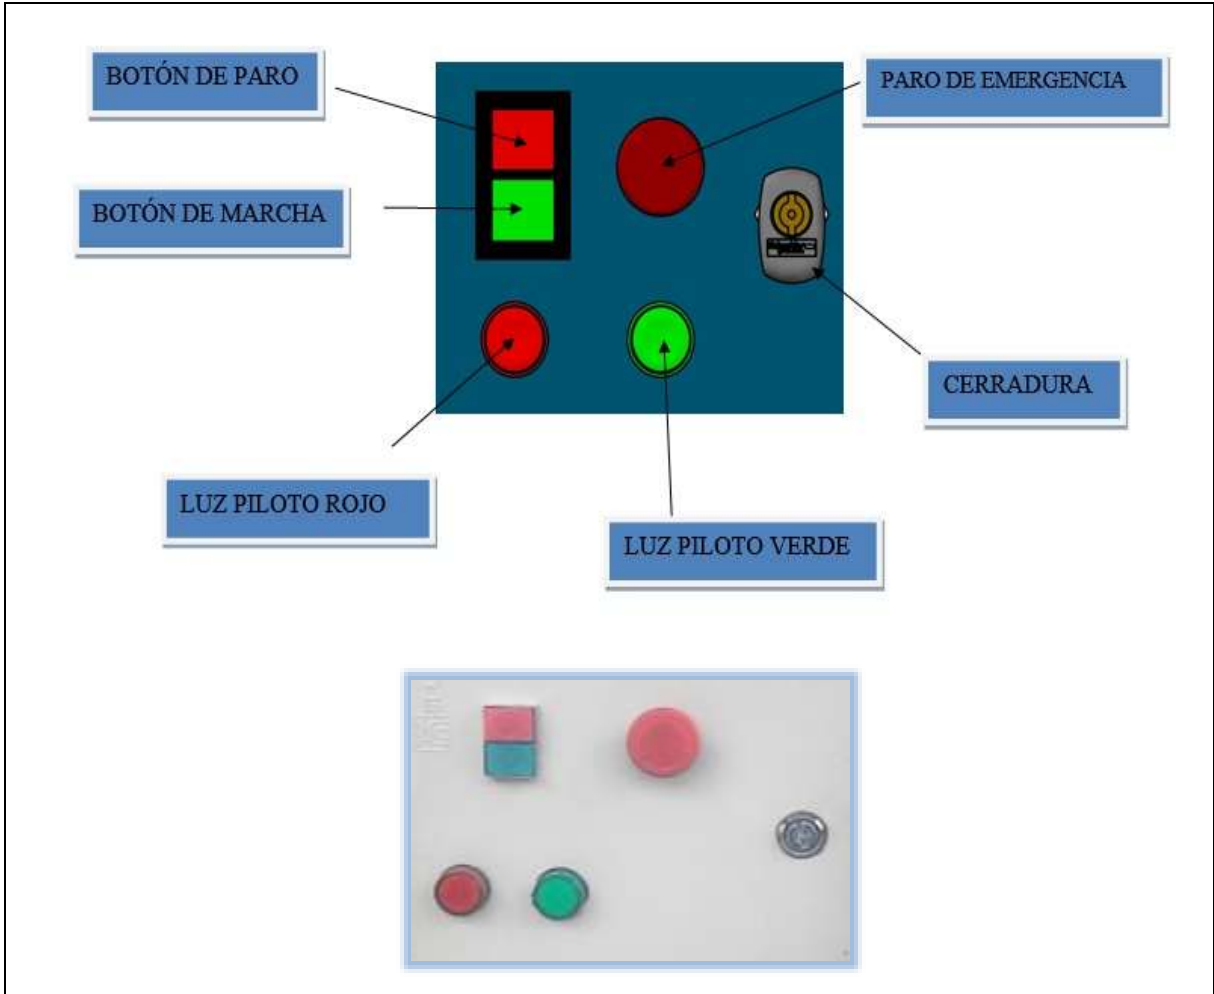 BOTÓN DE PARO
PARO DE EMERGENCIA
BOTÓN DE MARCHA
CERRADURA
LUZ PILOTO ROJO
LUZ PILOTO VERDE